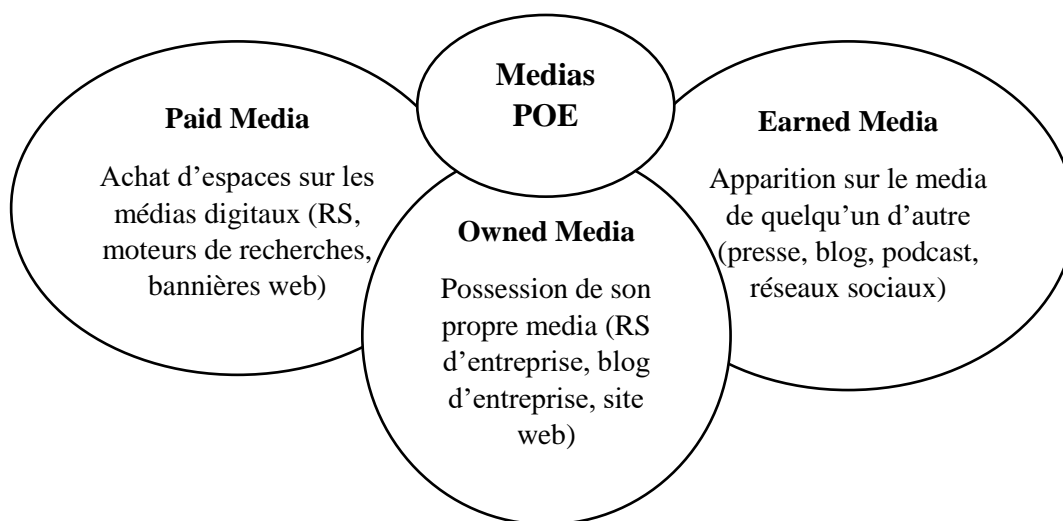 Medias
POE
Paid Media
Achat d’espaces sur les
médias digitaux (RS,
moteurs de recherches,
bannières web)
Owned Media
Possession de son
propre media (RS
d’entreprise, blog
d’entreprise, site
web)
Earned Media
Apparition sur le media
de quelqu’un d’autre
(presse, blog, podcast,
réseaux sociaux)